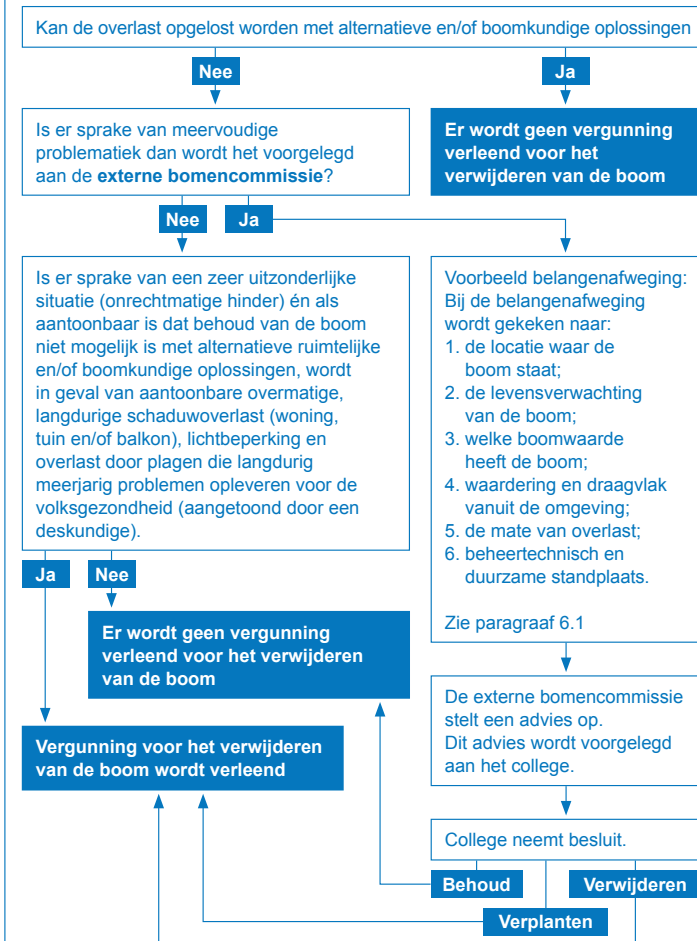 Kan de overlast opgelost worden met alternatieve en/of boomkundige oplossingen
Nee
Ja
Is er sprake van meervoudige
problematiek dan wordt het voorgelegd
aan de externe bomencommissie?
Er wordt geen vergunning
verleend voor het
verwijderen van de boom
Nee
Ja
Is er sprake van een zeer uitzonderlijke
situatie (onrechtmatige hinder) én als
aantoonbaar is dat behoud van de boom
niet mogelijk is met alternatieve ruimtelijke
en/of boomkundige oplossingen, wordt
in geval van aantoonbare overmatige,
langdurige schaduwoverlast (woning,
tuin en/of balkon), lichtbeperking en
overlast door plagen die langdurig
meerjarig problemen opleveren voor de
volksgezondheid (aangetoond door een
deskundige).
Voorbeeld belangenafweging:
Bij de belangenafweging
wordt gekeken naar:
1. de locatie waar de
boom staat;
2. de levensverwachting
van de boom;
3. welke boomwaarde
heeft de boom;
4. waardering en draagvlak
vanuit de omgeving;
5. de mate van overlast;
6. beheertechnisch en
duurzame standplaats.
Zie paragraaf 6.1
Ja
Nee
Er wordt geen vergunning
verleend voor het verwijderen
van de boom
De externe bomencommissie
stelt een advies op.
Dit advies wordt voorgelegd
aan het college.
Vergunning voor het verwijderen
van de boom wordt verleend
College neemt besluit.
Behoud
Verwijderen
Verplanten